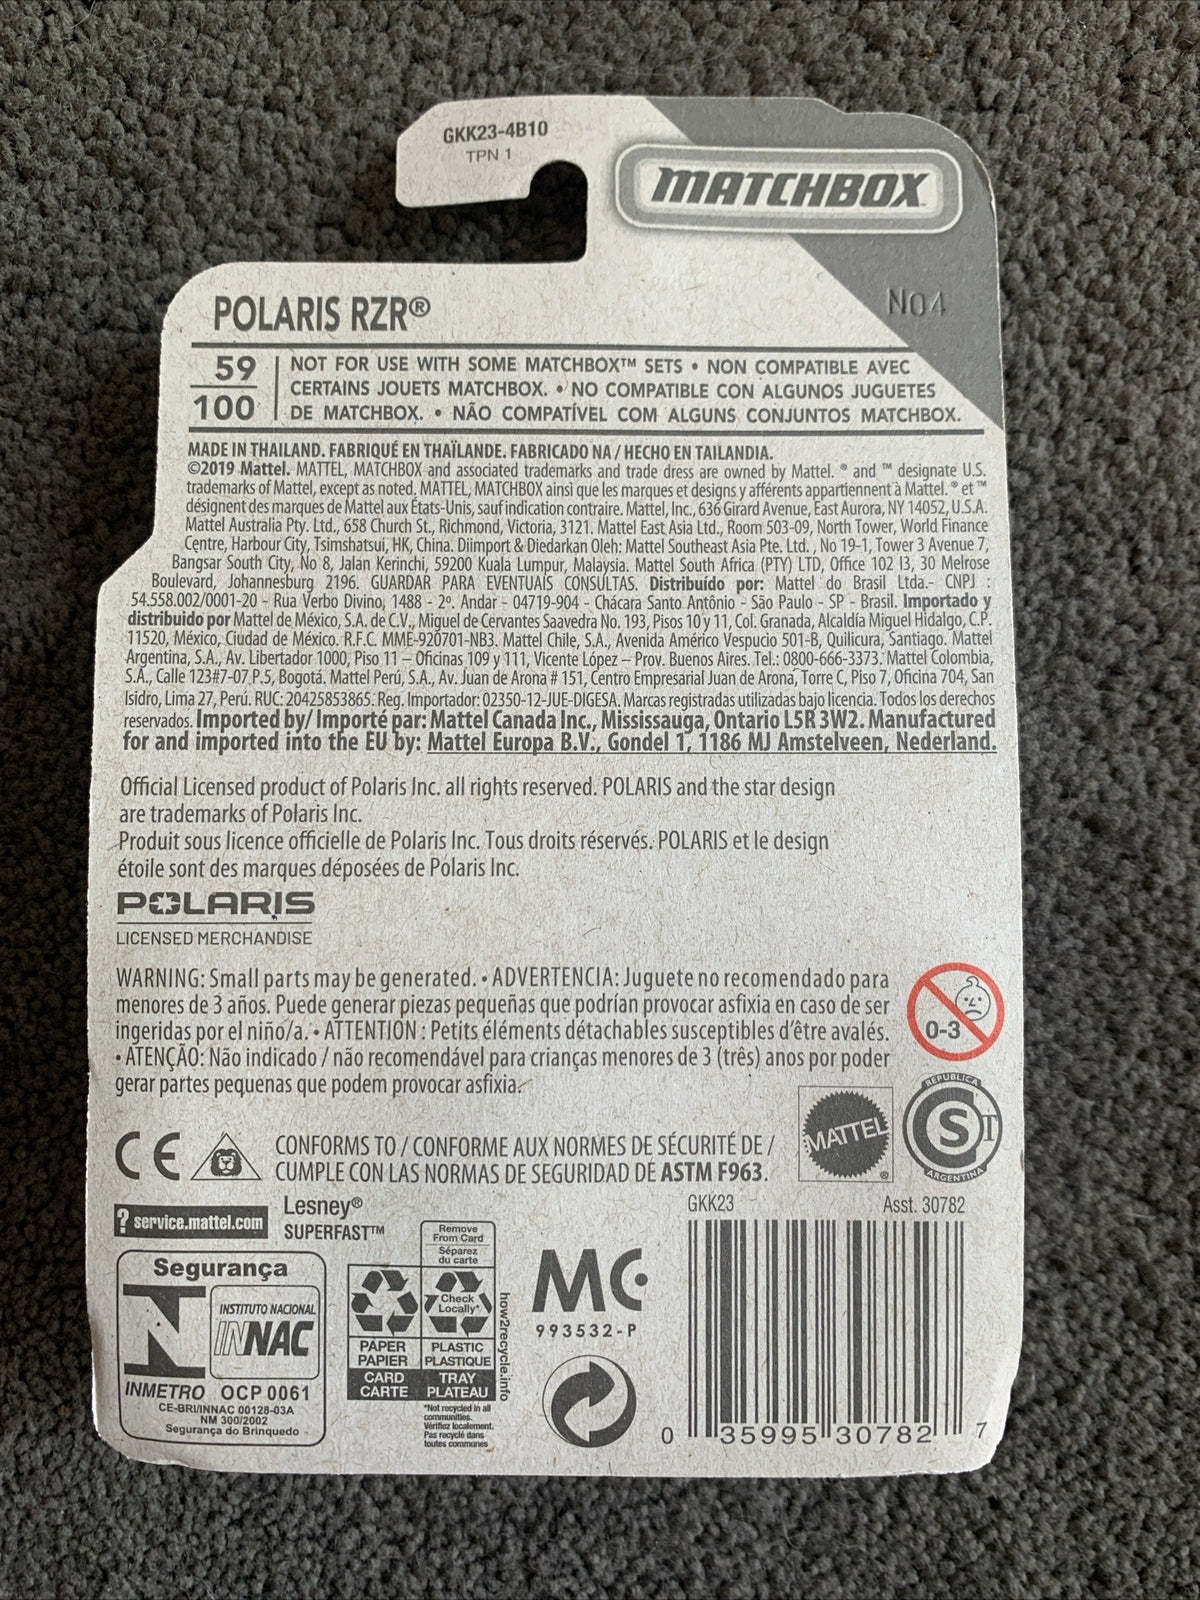 GKK23-4B10
TPN 1
MATCHBOX
N04
POLARIS RZR®
59
100
NOT FOR USE WITH SOME MATCHBOX™ SETS • NON COMPATIBLE AVEC
CERTAINS JOUETS MATCHBOX. • NO COMPATIBLE CON ALGUNOS JUGUETES
DE MATCHBOX. • NÃO COMPATÍVEL COM ALGUNS CONJUNTOS MATCHBOX.
MADE IN THAILAND. FABRIQUÉ EN THAÏLANDE. FABRICADO NA / HECHO EN TAILANDIA.
©2019 Mattel. MATTEL, MATCHBOX and associated trademarks and trade dress are owned by Mattel. ® and ™ designate U.S.
trademarks of Mattel, except as noted. MATTEL, MATCHBOX ainsi que les marques et designs y afférents appartiennent à Mattel. ® et ™
désignent des marques de Mattel aux États-Unis, sauf indication contraire. Mattel, Inc., 636 Girard Avenue, East Aurora, NY 14052, U.S.A.
Mattel Australia Pty. Ltd., 658 Church St., Richmond, Victoria, 3121. Mattel East Asia Ltd., Room 503-09, North Tower, World Finance
Centre, Harbour City, Tsimshatsui, HK, China. Diimport & Diedarkan Oleh: Mattel Southeast Asia Pte. Ltd. , No 19-1, Tower 3 Avenue 7,
Bangsar South City, No 8, Jalan Kerinchi, 59200 Kuala Lumpur, Malaysia. Mattel South Africa (PTY) LTD, Office 102 I3, 30 Melrose
Boulevard, Johannesburg 2196. GUARDAR PARA EVENTUAIS CONSULTAS. Distribuído por: Mattel do Brasil Ltda.- CNPJ :
54.558.002/0001-20 - Rua Verbo Divino, 1488 - 2º. Andar - 04719-904 - Chácara Santo Antônio - São Paulo - SP - Brasil. Importado y
distribuido por Mattel de México, S.A. de C.V., Miguel de Cervantes Saavedra No. 193, Pisos 10 y 11, Col. Granada, Alcaldía Miguel Hidalgo, C.P.
11520, México, Ciudad de México. R.F.C. MME-920701-NB3. Mattel Chile, S.A., Avenida Américo Vespucio 501-B, Quilicura, Santiago. Mattel
Argentina, S.A., Av. Libertador 1000, Piso 11 – Oficinas 109 y 111, Vicente López – Prov. Buenos Aires. Tel.: 0800-666-3373. Mattel Colombia,
S.A., Calle 123#7-07 P.5, Bogotá. Mattel Perú, S.A., Av. Juan de Arona # 151, Centro Empresarial Juan de Arona, Torre C, Piso 7, Oficina 704, San
Isidro, Lima 27, Perú. RUC: 20425853865. Reg. Importador: 02350-12-JUE-DIGESA. Marcas registradas utilizadas bajo licencia. Todos los derechos
reservados. Imported by/ Importé par: Mattel Canada Inc., Mississauga, Ontario L5R 3W2. Manufactured
for and imported into the EU by: Mattel Europa B.V., Gondel 1, 1186 MJ Amstelveen, Nederland.
Official Licensed product of Polaris Inc. all rights reserved. POLARIS and the star design
are trademarks of Polaris Inc.
Produit sous licence officielle de Polaris Inc. Tous droits réservés. POLARIS et le design
étoile sont des marques déposées de Polaris Inc.
POLARIS
LICENSED MERCHANDISE
WARNING: Small parts may be generated. • ADVERTENCIA: Juguete no recomendado para
menores de 3 años. Puede generar piezas pequeñas que podrían provocar asfixia en caso de ser
ingeridas por el niño/a. • ATTENTION : Petits éléments détachables susceptibles d'être avalés.
• ATENÇÃO: Não indicado / não recomendável para crianças menores de 3 (três) anos por poder
gerar partes pequenas que podem provocar asfixia.
0-3
CE
CONFORMS TO / CONFORME AUX NORMES DE SÉCURITÉ DE /
CUMPLE CON LAS NORMAS DE SEGURIDAD DE ASTM F963.
MATTEL
®
REPUBLICA
S T
ARGENTINA
? service.mattel.com
Lesney®
SUPERFAST™
Segurança
INSTITUTO NACIONAL
INNAC
INMETRO OCP 0061
CE-BRI/INNAC 00128-03A
NM 300/2002
Segurança do Brinquedo
Remove
From Card
Séparez
du carte
Check
Locally*
PAPER
PAPIER
PLASTIC
PLASTIQUE
CARD
CARTE
TRAY
PLATEAU
*Not recycled in all
communities.
Vérifiez localement.
Pas recyclé dans
toutes communes
how2recycle.info
MC
993532-P
GKK23
Asst. 30782
0 35995 30782 7